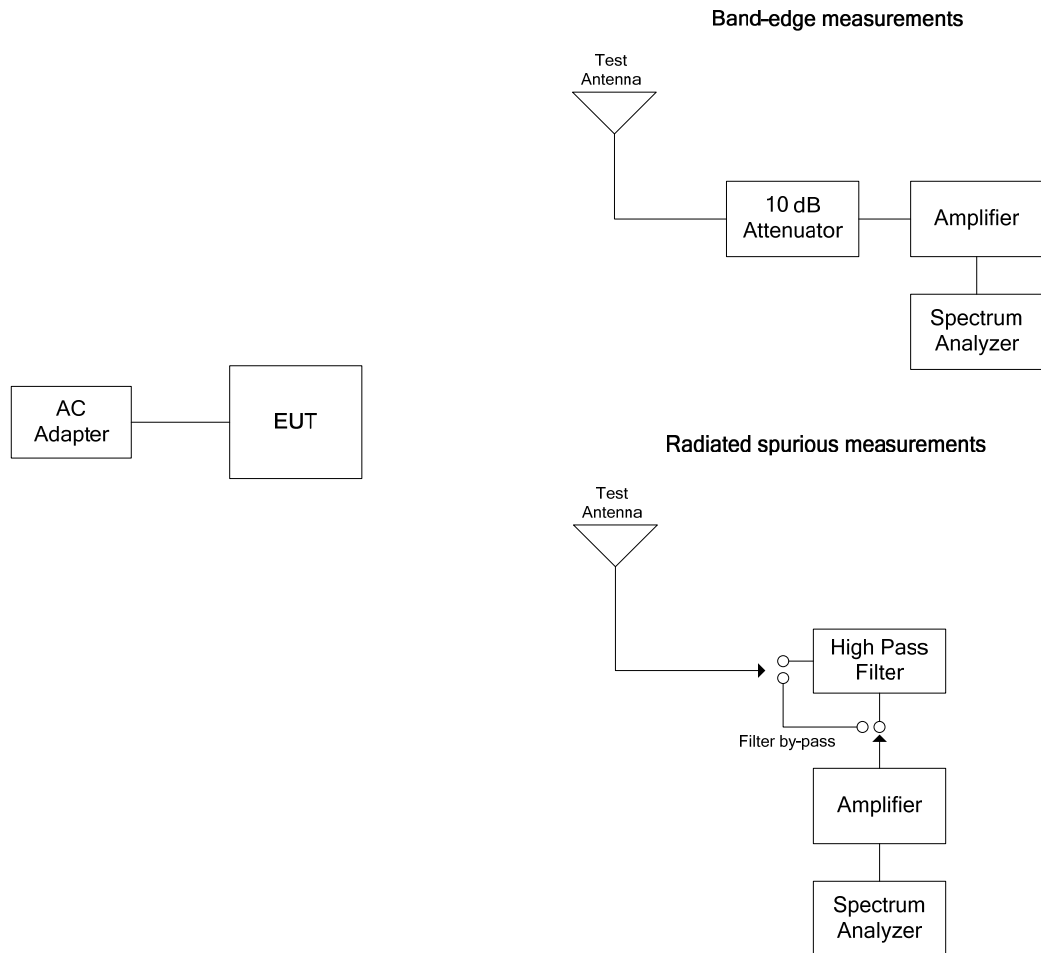 Band-edge measurements
Test
Antenna
10 dB
Attenuator
Amplifier
Spectrum
Analyzer
AC
Adapter
EUT
Radiated spurious measurements
Test
Antenna
High Pass
Filter
Filter by-pass
Amplifier
Spectrum
Analyzer